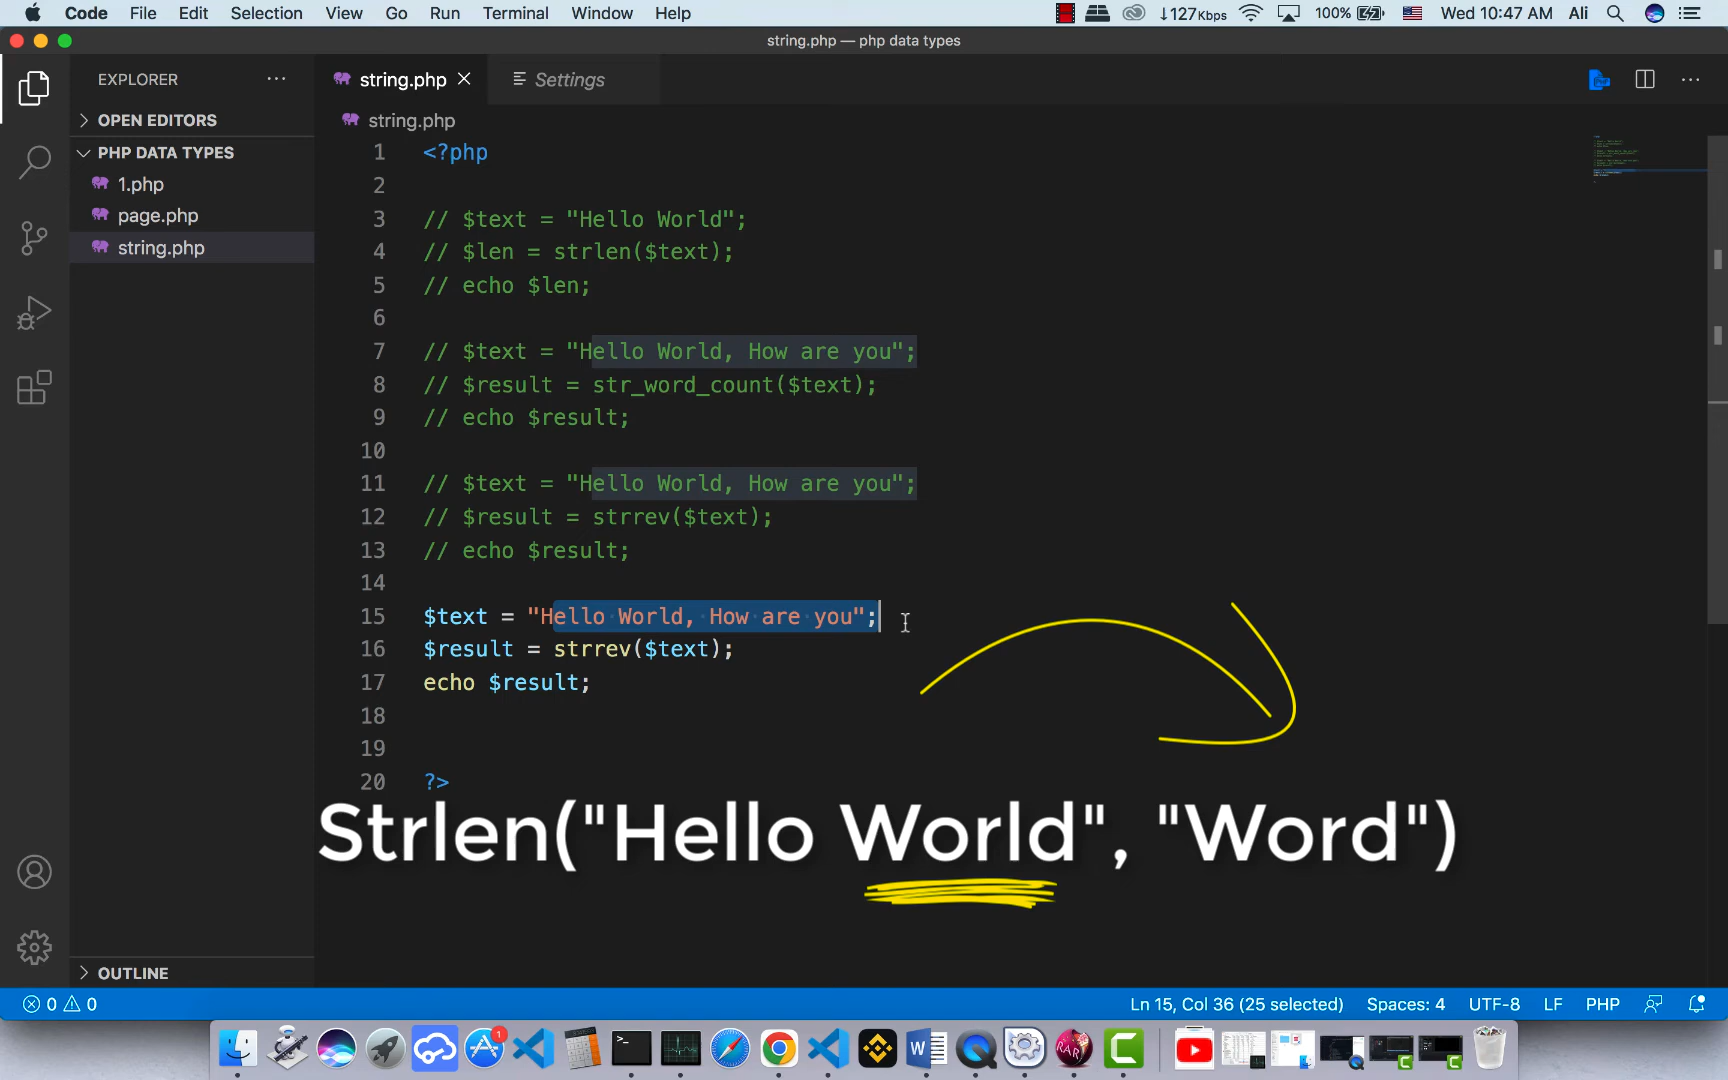 Code File Edit Selection View Go Run Terminal Window Help
↓127Kbps 100% Wed 10:47 AM Ali
string.php — php data types
EXPLORER ···
string.php
Settings
OPEN EDITORS
string.php
PHP DATA TYPES
1.php
page.php
string.php
1 <?php
2
3 // $text = "Hello World";
4 // $len = strlen($text);
5 // echo $len;
6
7 // $text = "Hello World, How are you";
8 // $result = str_word_count($text);
9 // echo $result;
10
11 // $text = "Hello World, How are you";
12 // $result = strrev($text);
13 // echo $result;
14
15 $text = "Hello World, How are you";
16 $result = strrev($text);
17 echo $result;
18
19
20 ?>
Strlen("Hello World", "Word")
OUTLINE
0 0
Ln 15, Col 36 (25 selected) Spaces: 4 UTF-8 LF PHP
1
>_
W
RAR
C